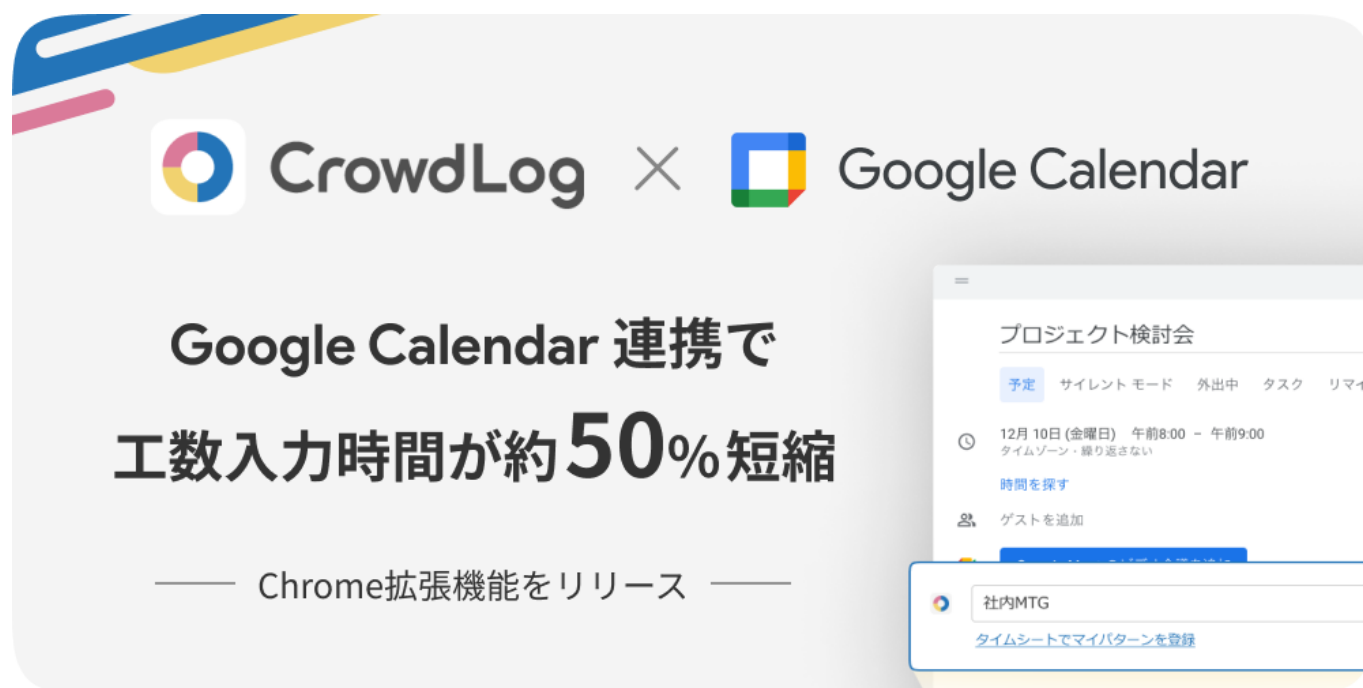 CrowdLog × Google Calendar
Google Calendar 連携で
工数入力時間が約50%短縮
Chrome拡張機能をリリース
プロジェクト検討会
予定 サイレント モード 外出中 タスク リマイ
12月 10日 (金曜日) 午前8:00 － 午前9:00
タイムゾーン・繰り返さない
時間を探す
ゲストを追加
社内MTG
タイムシートでマイパターンを登録